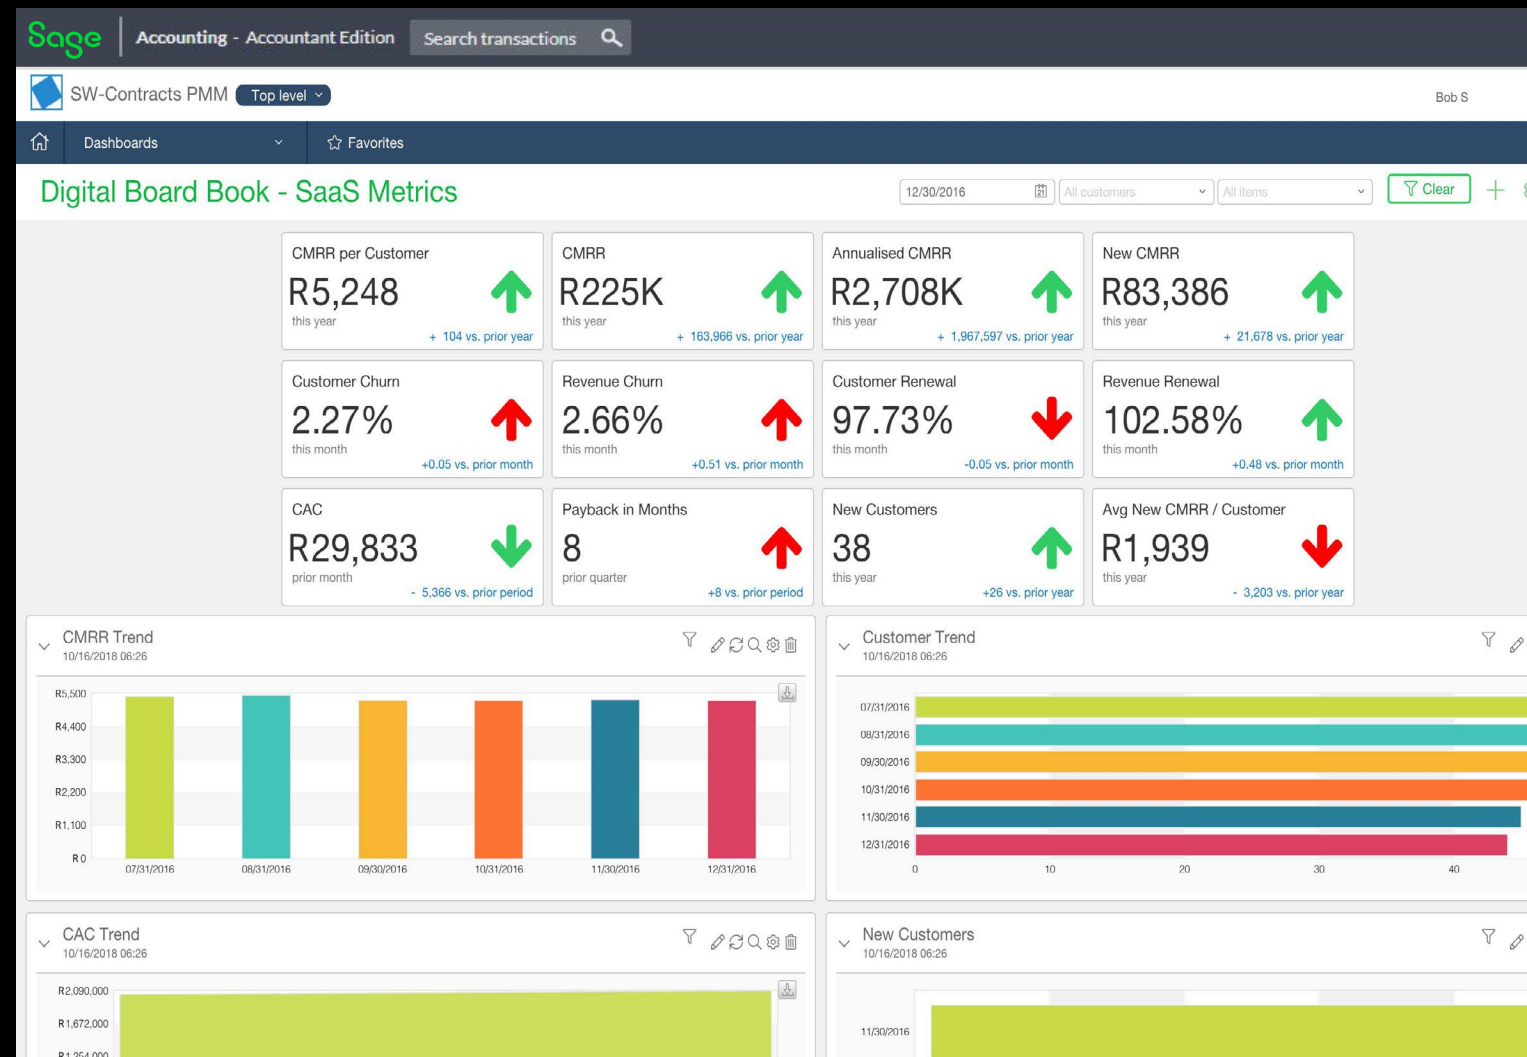 Sage
Accounting - Accountant Edition
Search transactions
SW-Contracts PMM
Top level
Bob S
Dashboards
Favorites
Digital Board Book - SaaS Metrics
12/30/2016
21
All customers
All items
Clear
CMRR per Customer
R5,248
this year
+ 104 vs. prior year
CMRR
R225K
this year
+ 163,966 vs. prior year
Annualised CMRR
R2,708K
this year
+ 1,967,597 vs. prior year
New CMRR
R83,386
this year
+ 21,678 vs. prior year
Customer Churn
2.27%
this month
+0.05 vs. prior month
Revenue Churn
2.66%
this month
+0.51 vs. prior month
Customer Renewal
97.73%
this month
-0.05 vs. prior month
Revenue Renewal
102.58%
this month
+0.48 vs. prior month
CAC
R29,833
prior month
- 5,366 vs. prior period
Payback in Months
8
prior quarter
+8 vs. prior period
New Customers
38
this year
+26 vs. prior year
Avg New CMRR / Customer
R1,939
this year
- 3,203 vs. prior year
CMRR Trend
10/16/2018 06:26
R5,500
R4,400
R3,300
R2,200
R1,100
R0
07/31/2016
08/31/2016
09/30/2016
10/31/2016
11/30/2016
12/31/2016
Customer Trend
10/16/2018 06:26
07/31/2016
08/31/2016
09/30/2016
10/31/2016
11/30/2016
12/31/2016
0
10
20
30
40
CAC Trend
10/16/2018 06:26
R2,090,000
R1,672,000
R1,254,000
New Customers
10/16/2018 06:26
11/30/2016